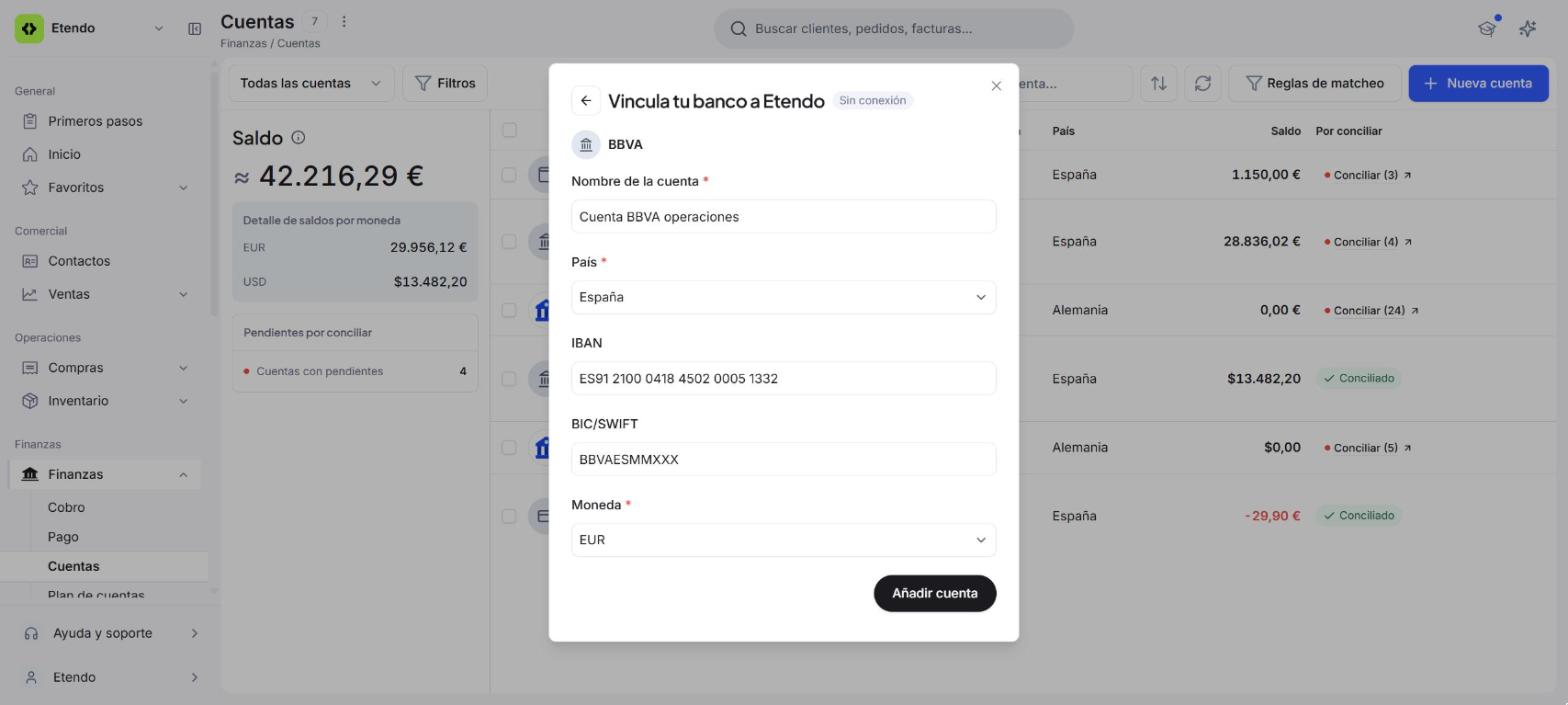 Etendo
Cuentas 7
Finanzas / Cuentas
Buscar clientes, pedidos, facturas...
General
Primeros pasos
Inicio
Favoritos
Comercial
Contactos
Ventas
Operaciones
Compras
Inventario
Finanzas
Finanzas
Cobro
Pago
Cuentas
Plan de cuentas
Ayuda y soporte
Etendo
Todas las cuentas
Filtros
Reglas de matcheo
+ Nueva cuenta
Saldo
≈ 42.216,29 €
Detalle de saldos por moneda
EUR 29.956,12 €
USD $13.482,20
Pendientes por conciliar
Cuentas con pendientes 4
País Saldo Por conciliar
España 1.150,00 € Conciliar (3)
España 28.836,02 € Conciliar (4)
Alemania 0,00 € Conciliar (24)
España $13.482,20 Conciliado
Alemania $0,00 Conciliar (5)
España -29,90 € Conciliado
Vincula tu banco a Etendo Sin conexión
BBVA
Nombre de la cuenta *
Cuenta BBVA operaciones
País *
España
IBAN
ES91 2100 0418 4502 0005 1332
BIC/SWIFT
BBVAESMMXXX
Moneda *
EUR
Añadir cuenta